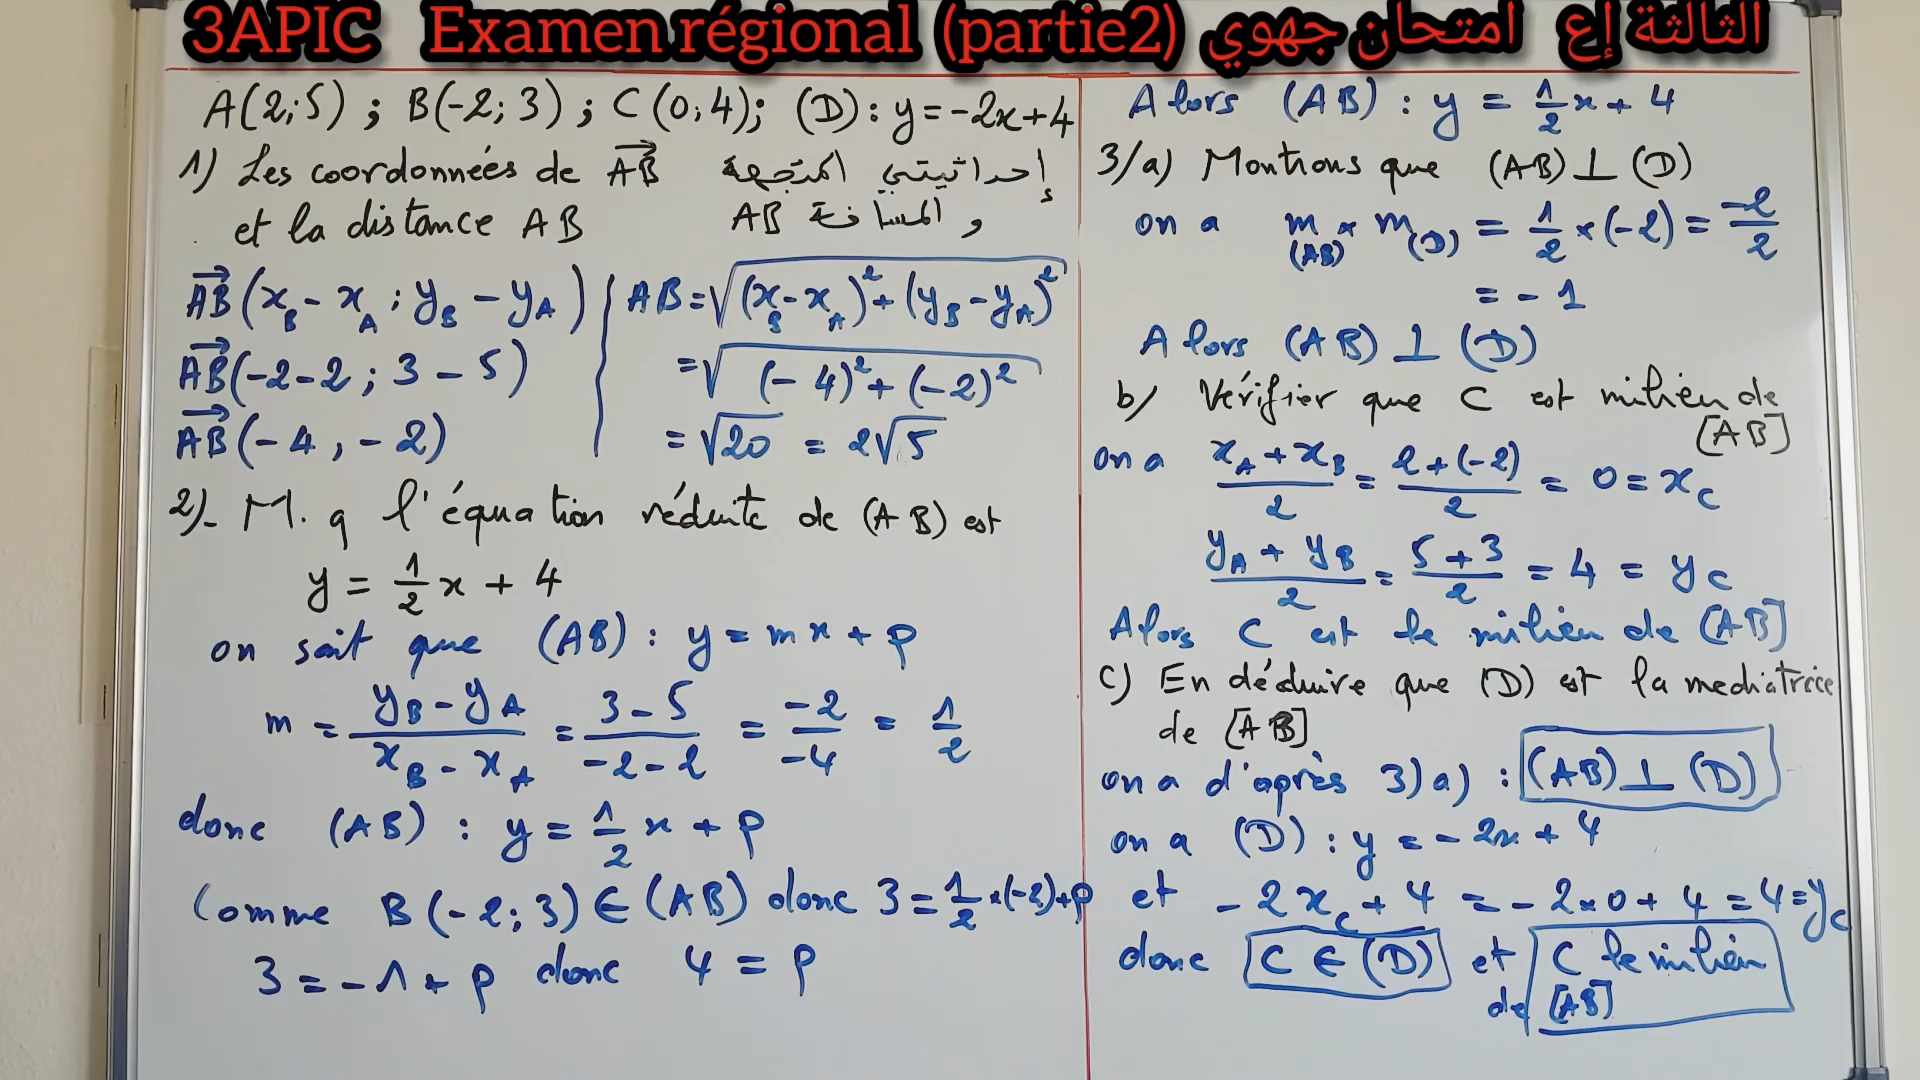 3APIC Examen régional (partie2) الثالثة إع امتحان جهوي
A(2;5) ; B(-2;3) ; C(0;4); (D): y=-2x+4
1) Les coordonnées de \overrightarrow{AB} إحداثيتي المتجهة
et la distance AB و المسافة AB
\overrightarrow{AB}(x_B - x_A ; y_B - y_A)
\overrightarrow{AB}(-2-2 ; 3-5)
\overrightarrow{AB}(-4 , -2)
AB = √((x_B - x_A)² + (y_B - y_A)²)
= √((-4)² + (-2)²)
= √20 = 2√5
2)- M. q l'équation réduite de (AB) est
y = 1/2 x + 4
on sait que (AB): y = mx + p
m = (y_B - y_A)/(x_B - x_A) = (3-5)/(-2-2) = -2/-4 = 1/2
donc (AB) : y = 1/2 x + p
Comme B(-2;3) ∈ (AB) donc 3 = 1/2 × (-2) + p
3 = -1 + p donc 4 = p
Alors (AB) : y = 1/2 x + 4
3/a) Montrons que (AB) ⊥ (D)
on a m_(AB) × m_(D) = 1/2 × (-2) = -2/2
= -1
Alors (AB) ⊥ (D)
b/ Vérifier que C est milieu de
[AB]
on a (x_A + x_B)/2 = (2+(-2))/2 = 0 = x_C
(y_A + y_B)/2 = (5+3)/2 = 4 = y_C
Alors C est le milieu de [AB]
c) En déduire que (D) est la mediatrice
de [AB]
on a d'après 3)a) : (AB) ⊥ (D)
on a (D) : y = -2x + 4
et -2x_C + 4 = -2×0 + 4 = 4 = y_C
donc C ∈ (D) et C le milieu
de [AB]